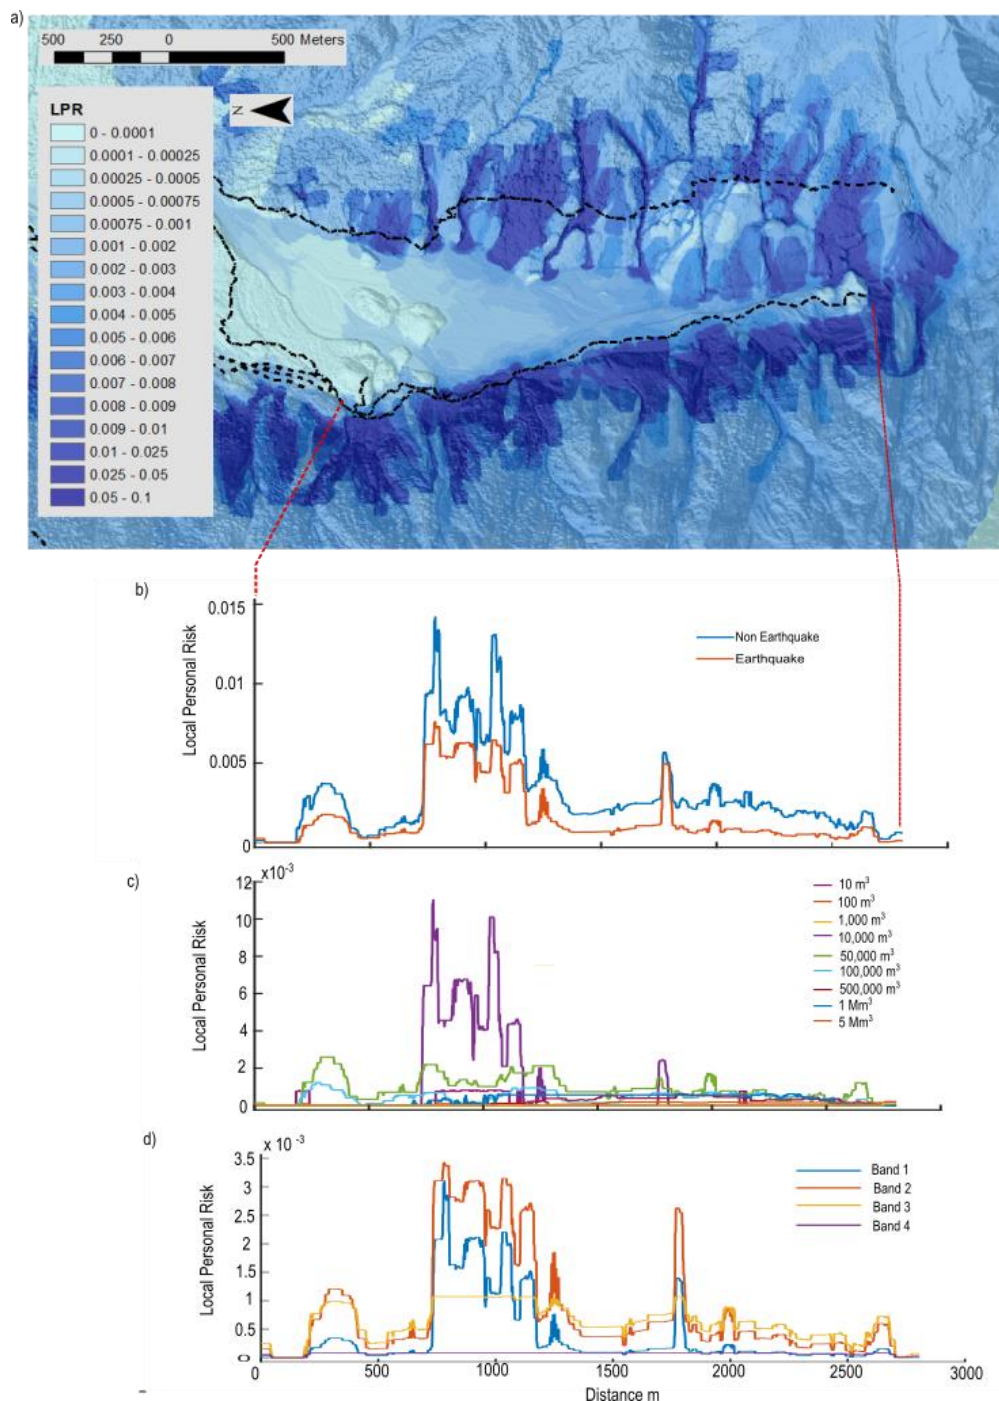 a)
500 250 0 500 Meters
N
LPR
0 - 0.0001
0.0001 - 0.00025
0.00025 - 0.0005
0.0005 - 0.00075
0.00075 - 0.001
0.001 - 0.002
0.002 - 0.003
0.003 - 0.004
0.004 - 0.005
0.005 - 0.006
0.006 - 0.007
0.007 - 0.008
0.008 - 0.009
0.009 - 0.01
0.01 - 0.025
0.025 - 0.05
0.05 - 0.1
b)
Local Personal Risk
0.015
0.01
0.005
0
Non Earthquake
Earthquake
c)
x10⁻³
Local Personal Risk
12
10
8
6
4
2
0
10 m³
100 m³
1,000 m³
10,000 m³
50,000 m³
100,000 m³
500,000 m³
1 Mm³
5 Mm³
d)
x 10 ⁻³
Local Personal Risk
3.5
3
2.5
2
1.5
1
0.5
0
Band 1
Band 2
Band 3
Band 4
0 500 1000 1500 2000 2500 3000
Distance m